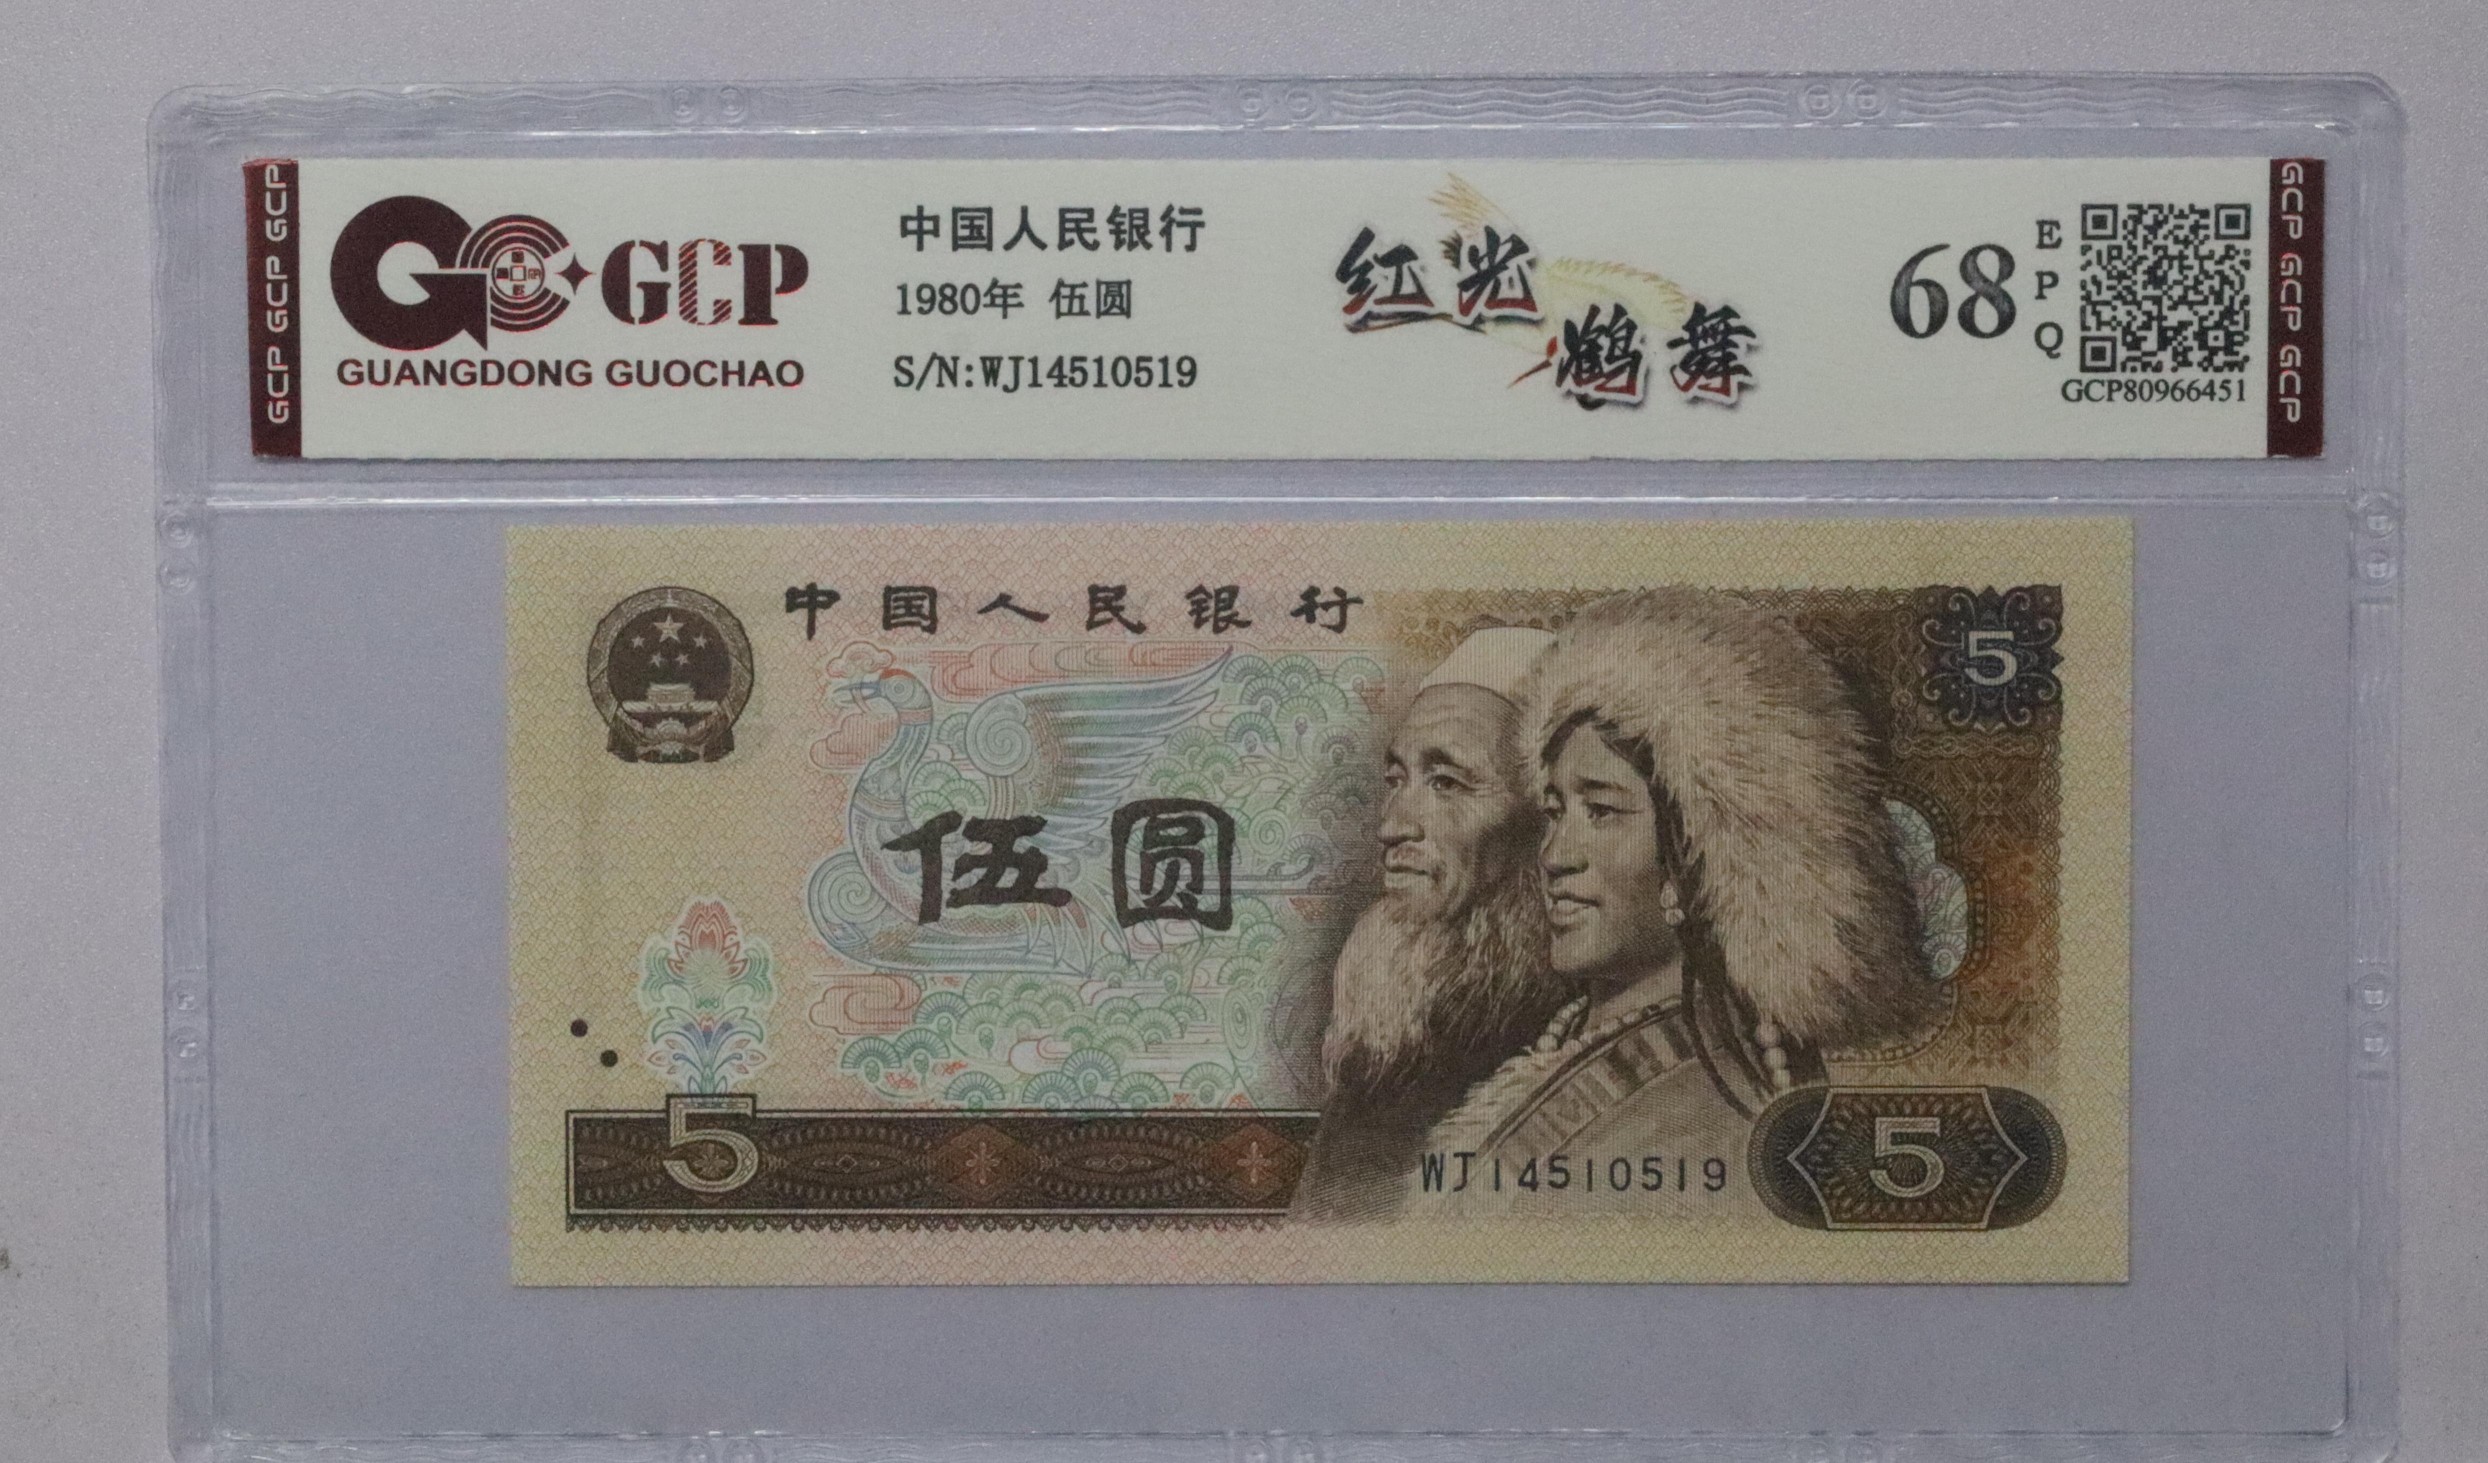 GCP GCP GCP
GCP
GUANGDONG GUOCHAO
中国人民银行
1980年 伍圆
S/N:WJ14510519
红光
鹤舞
68
EPQ
GCP80966451
GCP GCP GCP
中国人民银行
5
伍圆
5
WJ14510519
5